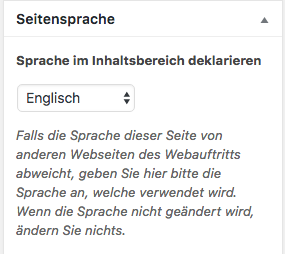 Seitensprache
Sprache im Inhaltsbereich deklarieren
Englisch
Falls die Sprache dieser Seite von
anderen Webseiten des Webauftritts
abweicht, geben Sie hier bitte die
Sprache an, welche verwendet wird.
Wenn die Sprache nicht geändert wird,
ändern Sie nichts.